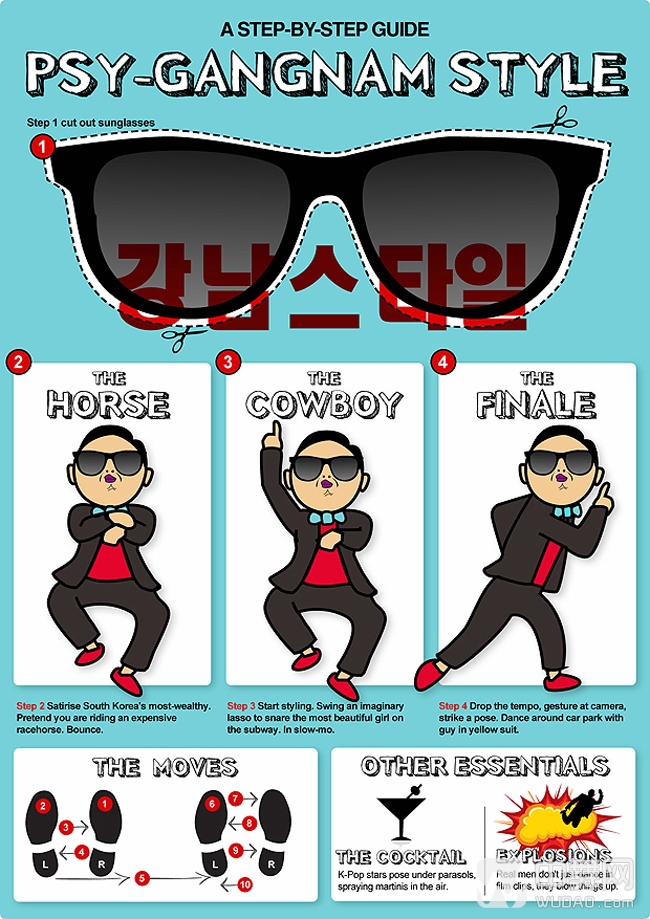 A STEP-BY-STEP GUIDE
PSY-GANGNAM STYLE
Step 1 cut out sunglasses
1
강남스타일
2
THE
HORSE
Step 2 Satirise South Korea's most-wealthy.
Pretend you are riding an expensive
racehorse. Bounce.
3
THE
COWBOY
Step 3 Start styling. Swing an imaginary
lasso to snare the most beautiful girl on
the subway. In slow-mo.
4
THE
FINALE
Step 4 Drop the tempo, gesture at camera,
strike a pose. Dance around car park with
guy in yellow suit.
THE MOVES
2 1 6 7
3 8
4 9
L R L R
5 10
OTHER ESSENTIALS
THE COCKTAIL
K-Pop stars pose under parasols,
spraying martinis in the air.
EXPLOSIONS
Real men don't just dance in
film clips, they blow things up.
WUDAO.COM